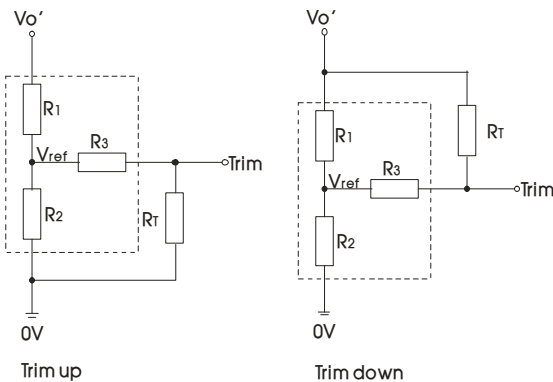 Vo’
R1
Vref
R3
Trim
R2
RT
0V
Trim up
Vo’
R1
RT
Vref
R3
Trim
R2
0V
Trim down